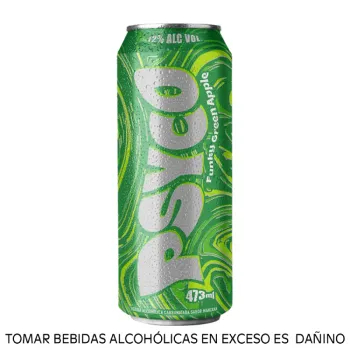 12% ALC VOL.
PSYCO
Funky Green Apple
473ml
TOMAR BEBIDAS ALCOHÓLICAS EN EXCESO ES DAÑINO